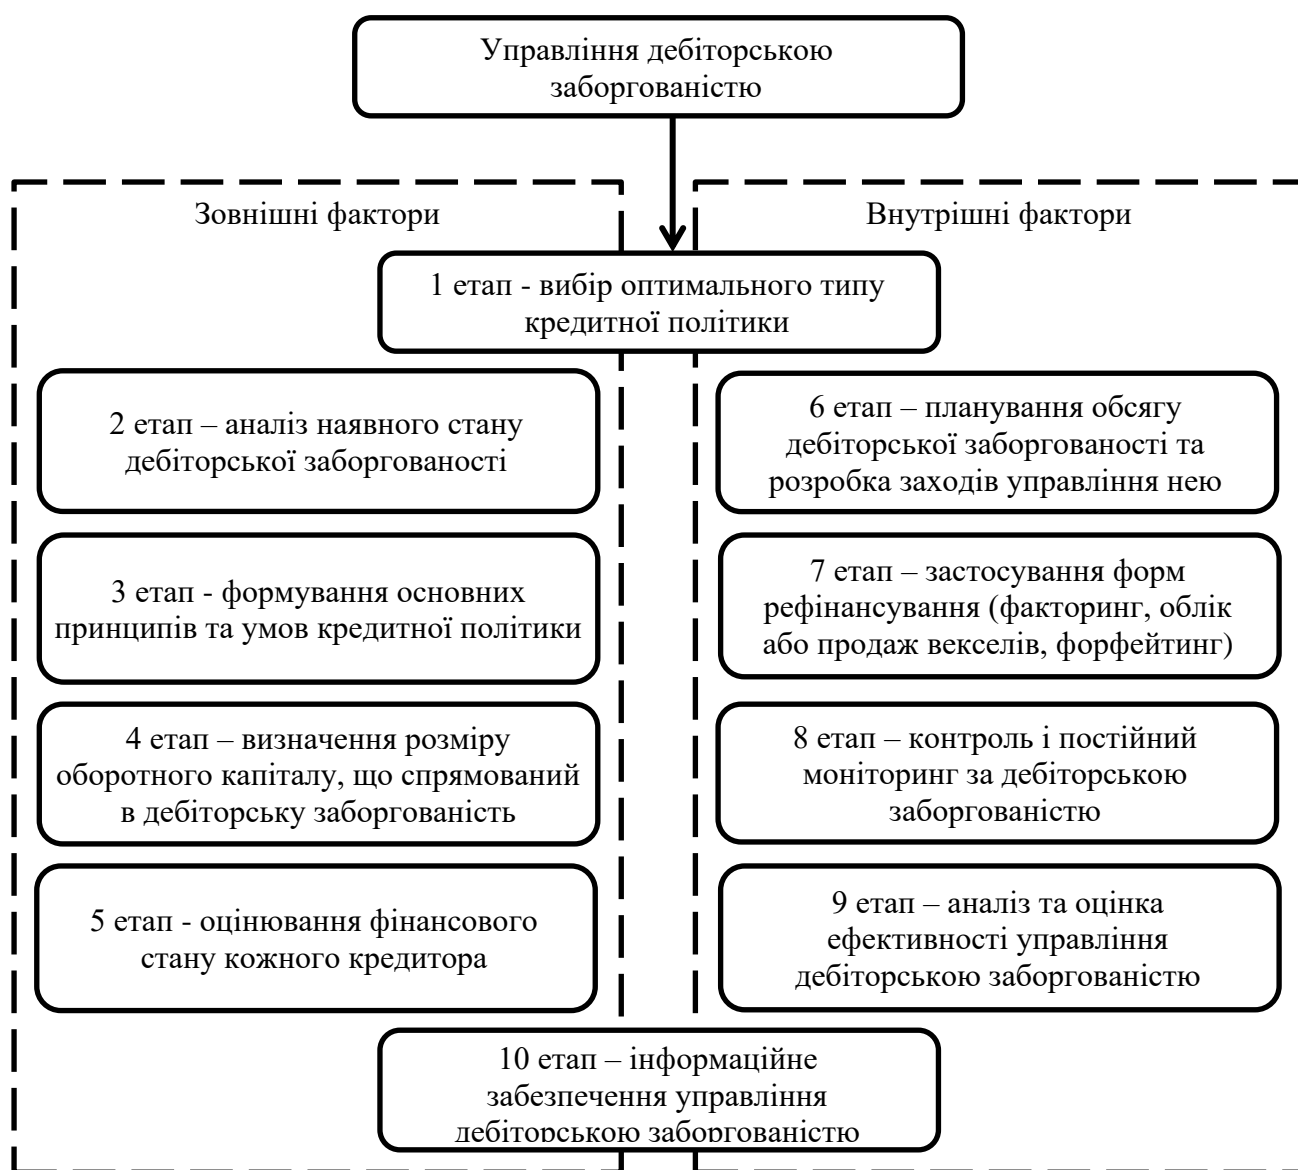 Управління дебіторською
заборгованістю
Зовнішні фактори
Внутрішні фактори
1 етап - вибір оптимального типу
кредитної політики
2 етап – аналіз наявного стану
дебіторської заборгованості
3 етап - формування основних
принципів та умов кредитної політики
4 етап – визначення розміру
оборотного капіталу, що спрямований
в дебіторську заборгованість
5 етап - оцінювання фінансового
стану кожного кредитора
6 етап – планування обсягу
дебіторської заборгованості та
розробка заходів управління нею
7 етап – застосування форм
рефінансування (факторинг, облік
або продаж векселів, форфейтинг)
8 етап – контроль і постійний
моніторинг за дебіторською
заборгованістю
9 етап – аналіз та оцінка
ефективності управління
дебіторською заборгованістю
10 етап – інформаційне
забезпечення управління
дебіторською заборгованістю